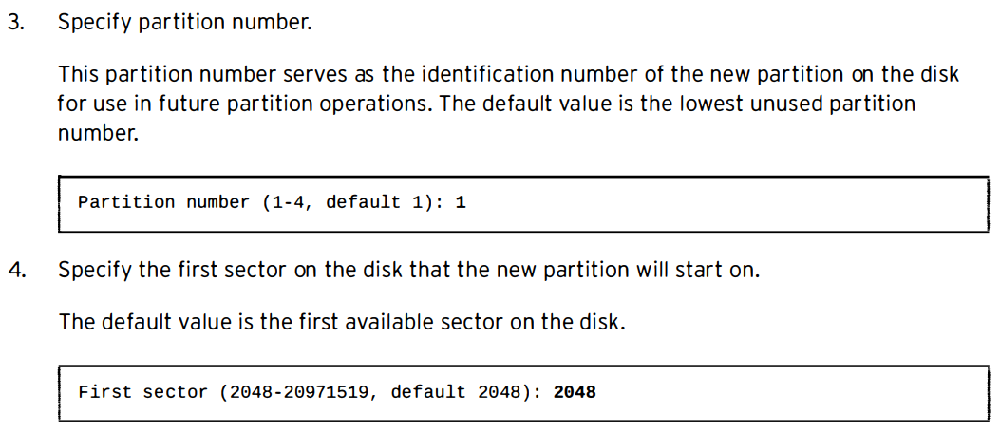 3. Specify partition number.
This partition number serves as the identification number of the new partition on the disk
for use in future partition operations. The default value is the lowest unused partition
number.
Partition number (1-4, default 1): 1
4. Specify the first sector on the disk that the new partition will start on.
The default value is the first available sector on the disk.
First sector (2048-20971519, default 2048): 2048